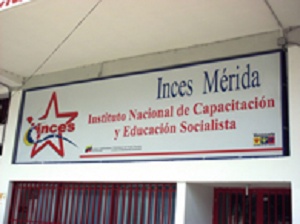 Inces Mérida
inces
Instituto Nacional de Capacitación
y Educación Socialista